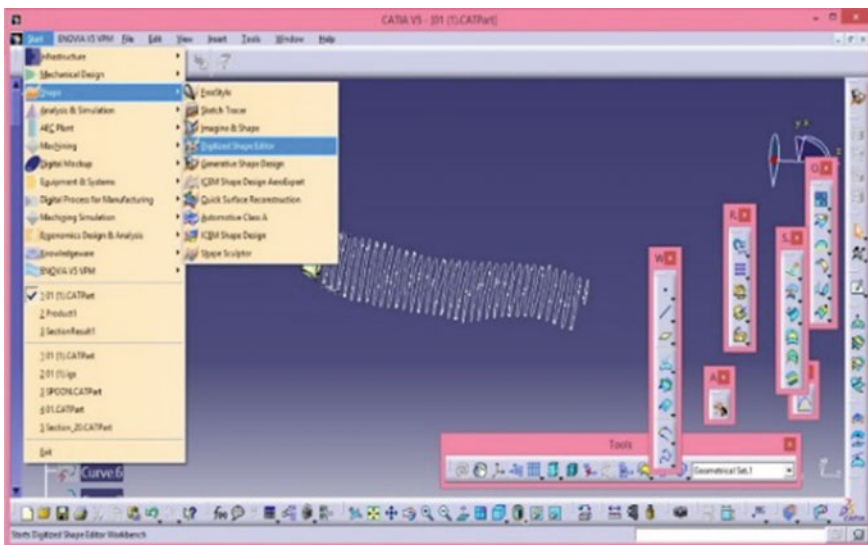 CATIA V5 - [01 (1).CATPart]
Start ENOVIA V5 VPM File Edit View Insert Tools Window Help
Infrastructure
Mechanical Design
Shape
Analysis & Simulation
AEC Plant
Machining
Digital Mockup
Equipment & Systems
Digital Process for Manufacturing
Machining Simulation
Ergonomics Design & Analysis
Knowledgeware
ENOVIA V5 VPM
1 01 (1).CATPart
2 Product1
3 SectionResult1
1 01 (1).CATPart
2 01 (1).igs
3 SPOON.CATPart
4 01.CATPart
5 Section_20.CATPart
Exit
FreeStyle
Sketch Tracer
Imagine & Shape
Digitized Shape Editor
Generative Shape Design
ICEM Shape Design AeroExpert
Quick Surface Reconstruction
Automotive Class A
ICEM Shape Design
Shape Sculptor
y x
z
O..
R..
S..
W..
A..
Tools
Geometrical Set.1
Curve.6
CATIA
Starts Digitized Shape Editor Workbench